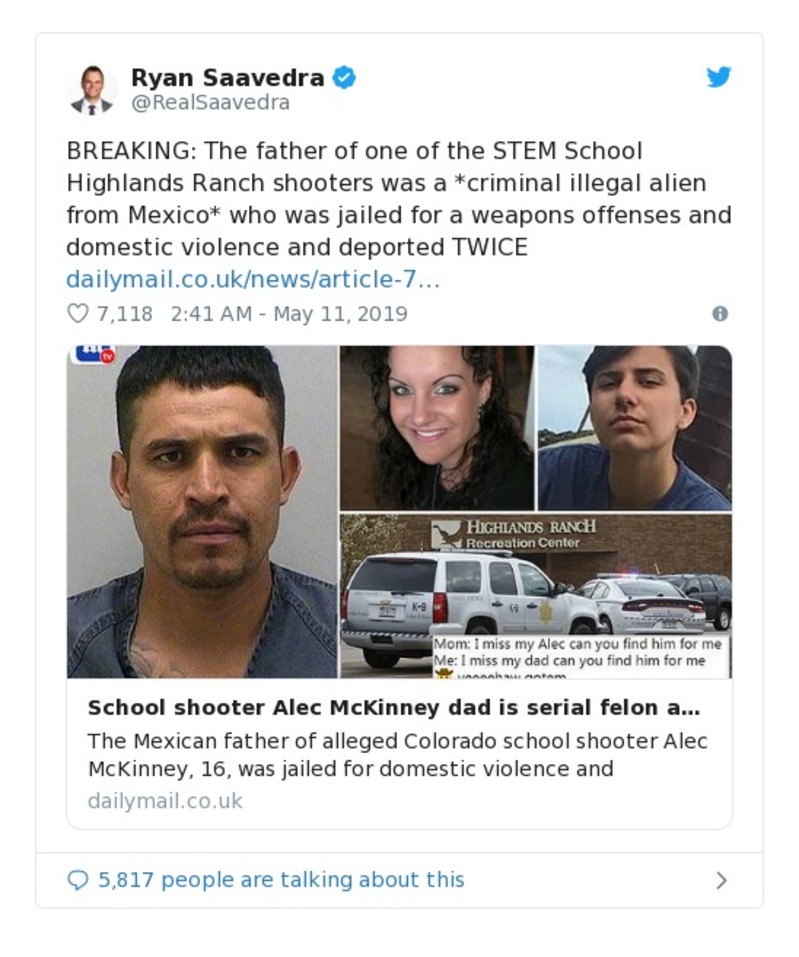 Ryan Saavedra
@RealSaavedra
BREAKING: The father of one of the STEM School
Highlands Ranch shooters was a *criminal illegal alien
from Mexico* who was jailed for a weapons offenses and
domestic violence and deported TWICE
dailymail.co.uk/news/article-7…
7,118 2:41 AM - May 11, 2019
tv
HIGHLANDS RANCH
Recreation Center
K-9
K-9
Mom: I miss my Alec can you find him for me
Me: I miss my dad can you find him for me
School shooter Alec McKinney dad is serial felon a...
The Mexican father of alleged Colorado school shooter Alec
McKinney, 16, was jailed for domestic violence and
dailymail.co.uk
5,817 people are talking about this